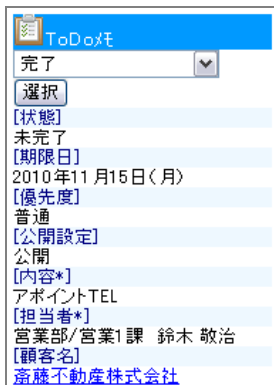 ToDoメモ
完了
選択
[状態]
未完了
[期限日]
2010年11月15日(月)
[優先度]
普通
[公開設定]
公開
[内容*]
アポイントTEL
[担当者*]
営業部/営業1課 鈴木 敬治
[顧客名]
斎藤不動産株式会社